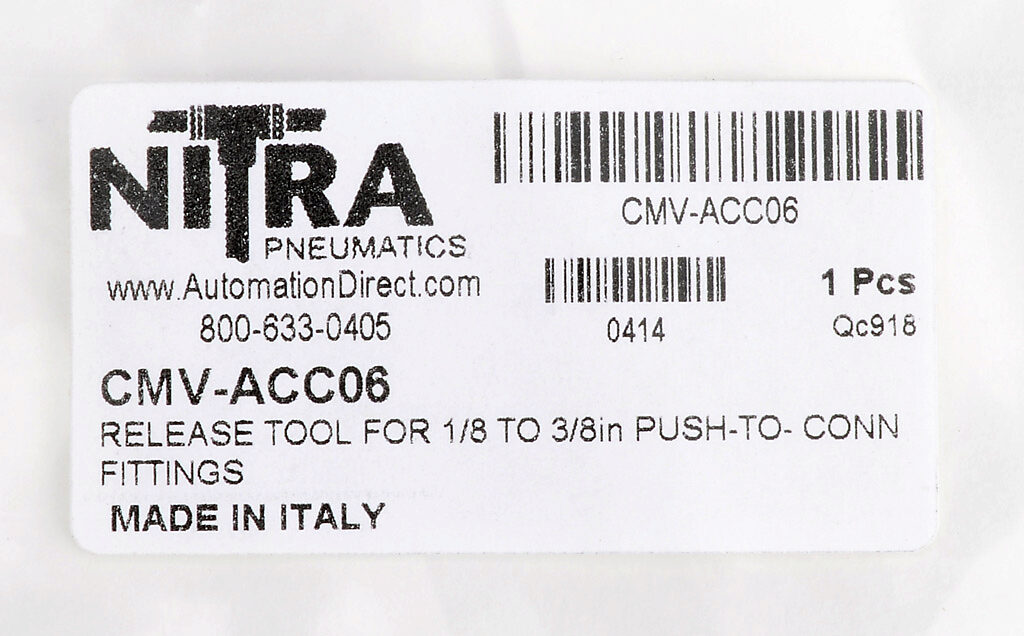 NITRA
PNEUMATICS
www.AutomationDirect.com
800-633-0405
CMV-ACC06
0414
1 Pcs
Qc918
CMV-ACC06
RELEASE TOOL FOR 1/8 TO 3/8in PUSH-TO- CONN
FITTINGS
MADE IN ITALY